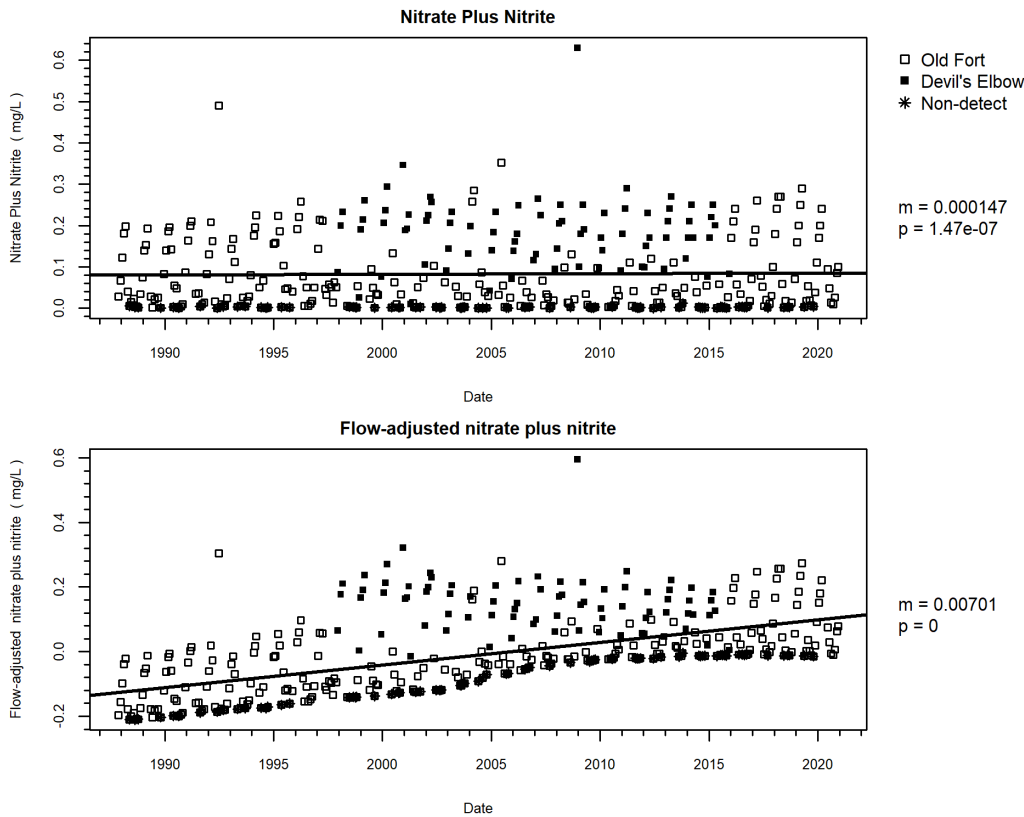 Nitrate Plus Nitrite
Nitrate Plus Nitrite ( mg/L )
0.6
0.5
0.4
0.3
0.2
0.1
0.0
1990 1995 2000 2005 2010 2015 2020
Date
Old Fort
Devil's Elbow
Non-detect
m = 0.000147
p = 1.47e-07
Flow-adjusted nitrate plus nitrite
Flow-adjusted nitrate plus nitrite ( mg/L )
0.6
0.4
0.2
0.0
-0.2
1990 1995 2000 2005 2010 2015 2020
Date
m = 0.00701
p = 0